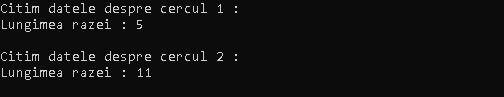 Citim datele despre cercul 1 :
Lungimea razei : 5
Citim datele despre cercul 2 :
Lungimea razei : 11